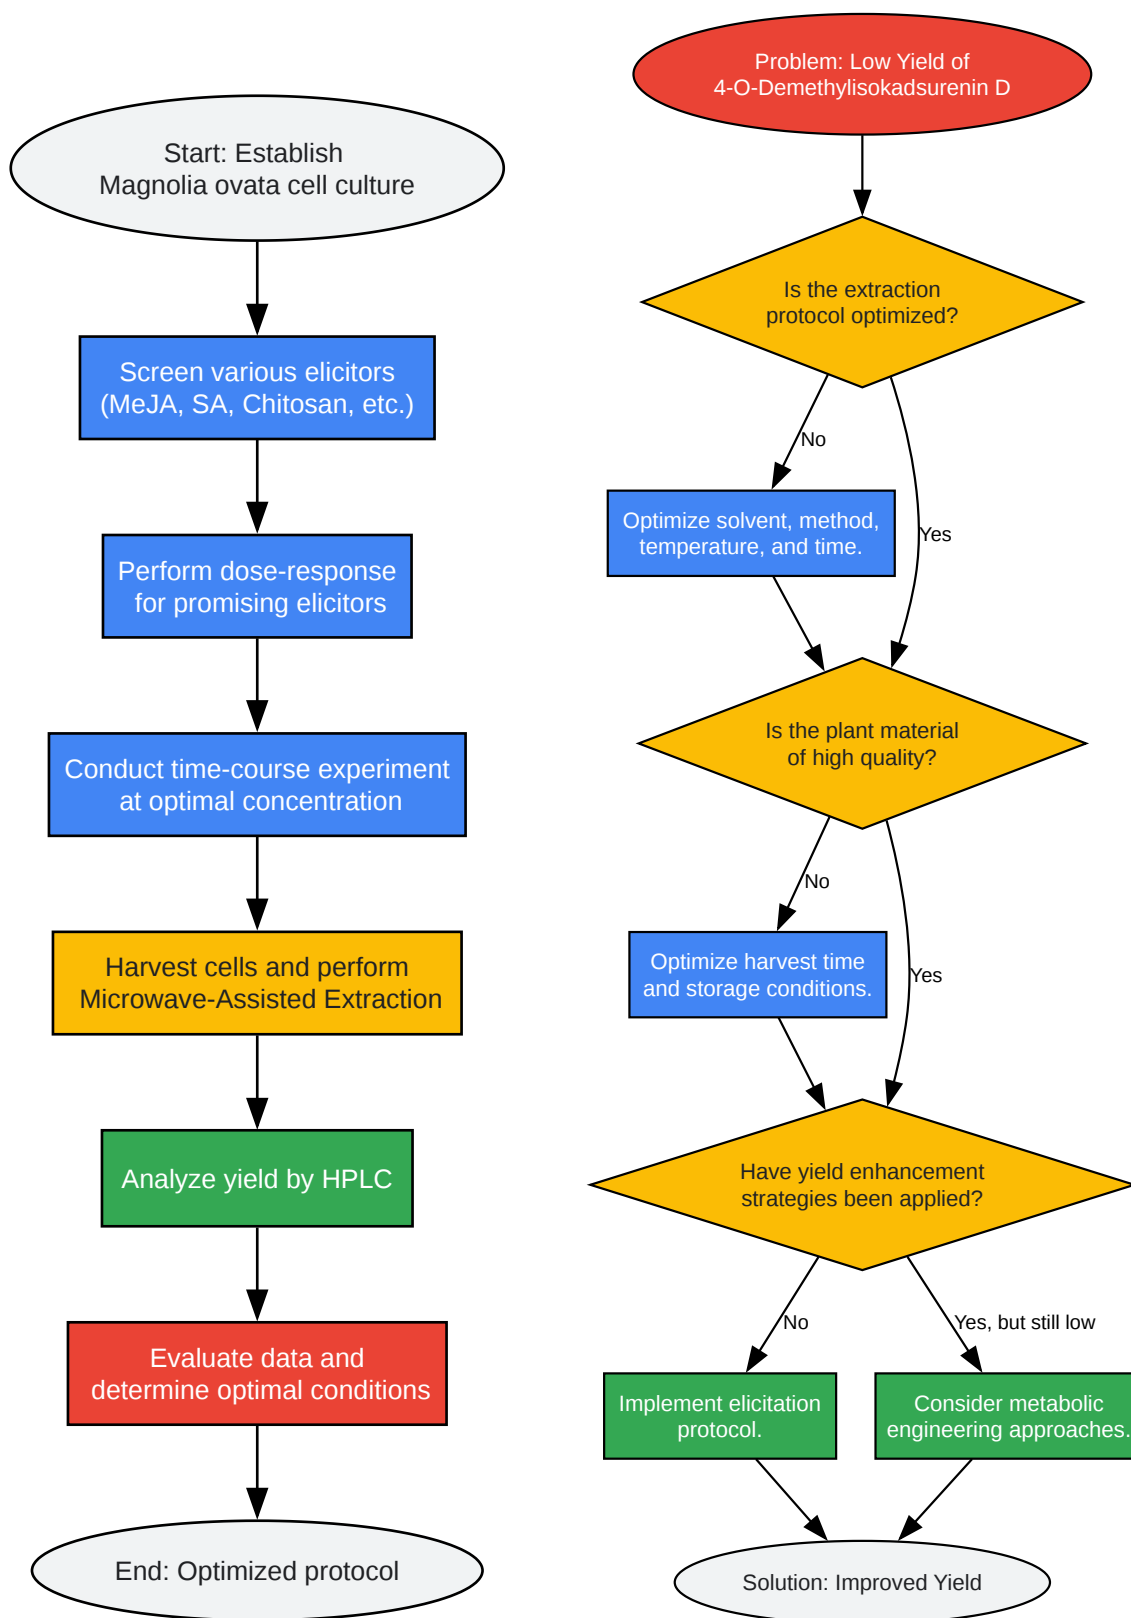 Start: Establish
Magnolia ovata cell culture
Screen various elicitors
(MeJA, SA, Chitosan, etc.)
Perform dose-response
for promising elicitors
Conduct time-course experiment
at optimal concentration
Harvest cells and perform
Microwave-Assisted Extraction
Analyze yield by HPLC
Evaluate data and
determine optimal conditions
End: Optimized protocol
Problem: Low Yield of
4-O-Demethylisokadsurenin D
Is the extraction
protocol optimized?
No
Optimize solvent, method,
temperature, and time.
Yes
Is the plant material
of high quality?
No
Optimize harvest time
and storage conditions.
Yes
Have yield enhancement
strategies been applied?
No
Yes, but still low
Implement elicitation
protocol.
Consider metabolic
engineering approaches.
Solution: Improved Yield